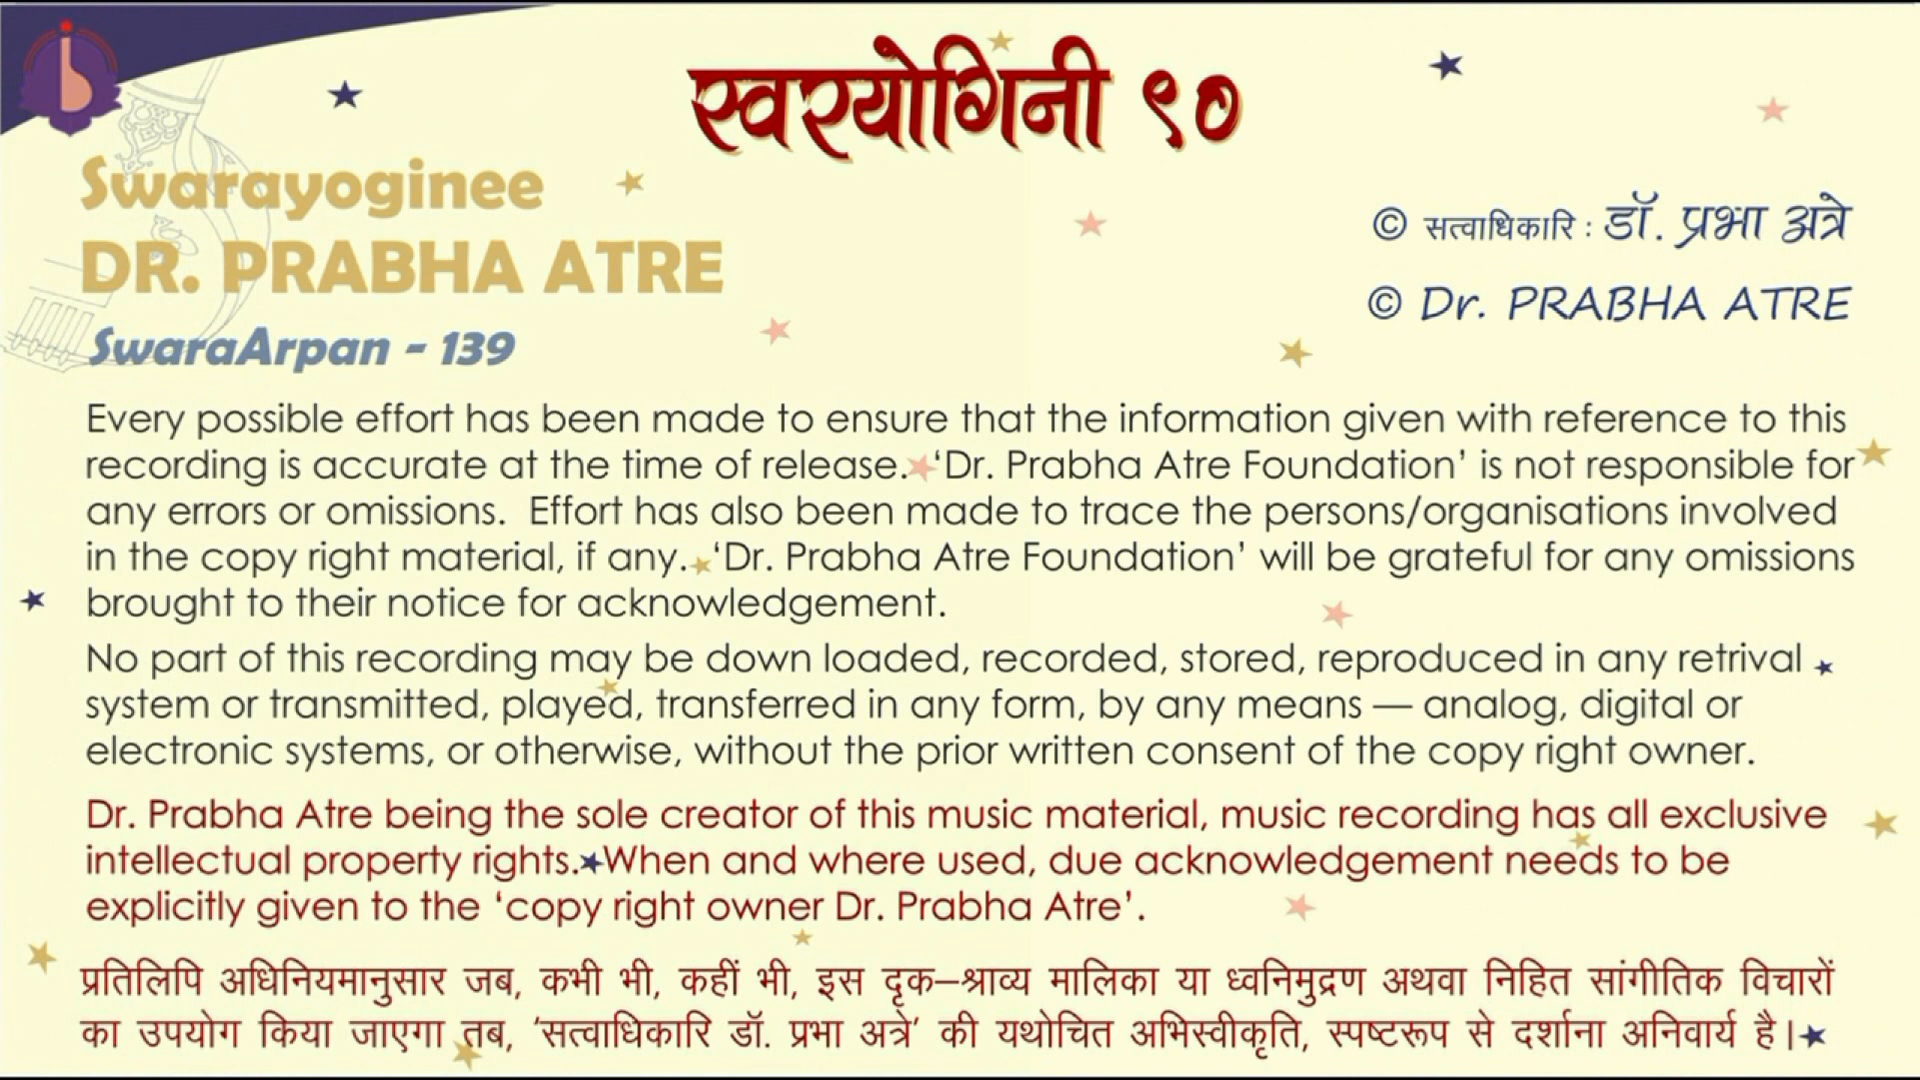 स्वरयोगिनी ९०
Swarayoginee
DR. PRABHA ATRE
SwaraArpan - 139
© सत्वाधिकारि : डॉ. प्रभा अत्रे
© Dr. PRABHA ATRE
Every possible effort has been made to ensure that the information given with reference to this
recording is accurate at the time of release. ‘Dr. Prabha Atre Foundation’ is not responsible for
any errors or omissions. Effort has also been made to trace the persons/organisations involved
in the copy right material, if any. ‘Dr. Prabha Atre Foundation’ will be grateful for any omissions
brought to their notice for acknowledgement.
No part of this recording may be down loaded, recorded, stored, reproduced in any retrival
system or transmitted, played, transferred in any form, by any means — analog, digital or
electronic systems, or otherwise, without the prior written consent of the copy right owner.
Dr. Prabha Atre being the sole creator of this music material, music recording has all exclusive
intellectual property rights. When and where used, due acknowledgement needs to be
explicitly given to the ‘copy right owner Dr. Prabha Atre’.
प्रतिलिपि अधिनियमानुसार जब, कभी भी, कहीं भी, इस दृक–श्राव्य मालिका या ध्वनिमुद्रण अथवा निहित सांगीतिक विचारों
का उपयोग किया जाएगा तब, ‘सत्वाधिकारि डॉ. प्रभा अत्रे’ की यथोचित अभिस्वीकृति, स्पष्टरूप से दर्शाना अनिवार्य है।